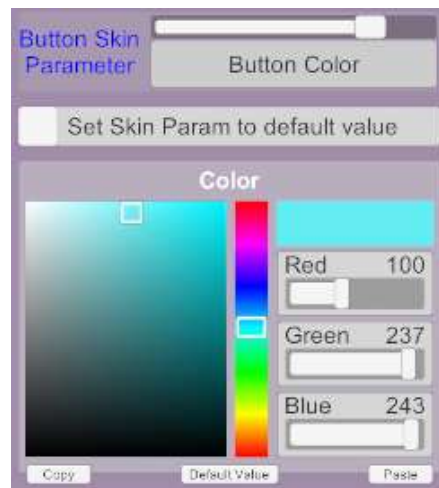 Button Skin
Parameter
Button Color
Set Skin Param to default value
Color
Red 100
Green 237
Blue 243
Copy Default Value Paste